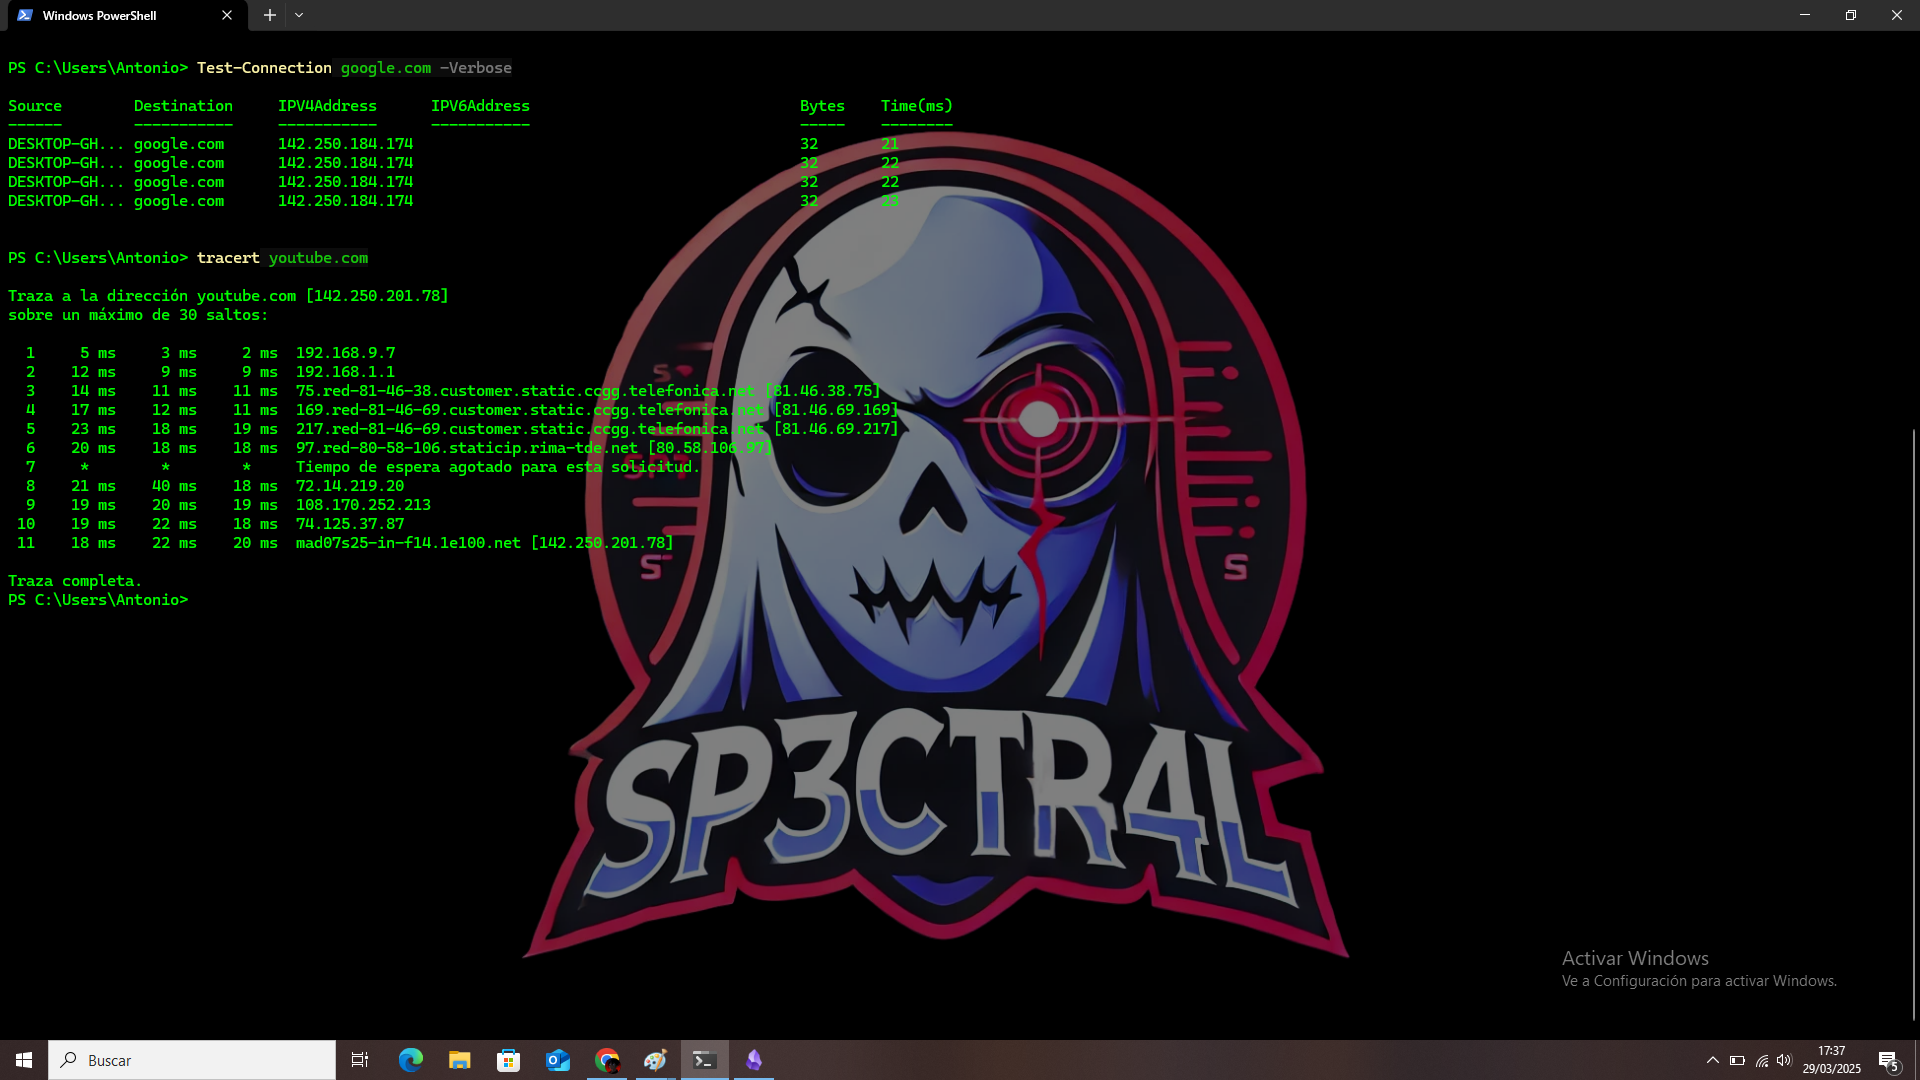 Windows PowerShell
PS C:\Users\Antonio> Test-Connection google.com -Verbose
Source Destination IPV4Address IPV6Address Bytes Time(ms)
------ ----------- ----------- ----------- ----- --------
DESKTOP-GH... google.com 142.250.184.174 32 21
DESKTOP-GH... google.com 142.250.184.174 32 22
DESKTOP-GH... google.com 142.250.184.174 32 22
DESKTOP-GH... google.com 142.250.184.174 32 23
PS C:\Users\Antonio> tracert youtube.com
Traza a la dirección youtube.com [142.250.201.78]
sobre un máximo de 30 saltos:
1 5 ms 3 ms 2 ms 192.168.9.7
2 12 ms 9 ms 9 ms 192.168.1.1
3 14 ms 11 ms 11 ms 75.red-81-46-38.customer.static.ccgg.telefonica.net [81.46.38.75]
4 17 ms 12 ms 11 ms 169.red-81-46-69.customer.static.ccgg.telefonica.net [81.46.69.169]
5 23 ms 18 ms 19 ms 217.red-81-46-69.customer.static.ccgg.telefonica.net [81.46.69.217]
6 20 ms 18 ms 18 ms 97.red-80-58-106.staticip.rima-tde.net [80.58.106.97]
7 * * * Tiempo de espera agotado para esta solicitud.
8 21 ms 40 ms 18 ms 72.14.219.20
9 19 ms 20 ms 19 ms 108.170.252.213
10 19 ms 22 ms 18 ms 74.125.37.87
11 18 ms 22 ms 20 ms mad07s25-in-f14.1e100.net [142.250.201.78]
Traza completa.
PS C:\Users\Antonio>
S
S
SP3CTR4L
Activar Windows
Ve a Configuración para activar Windows.
Buscar
17:37
29/03/2025
5